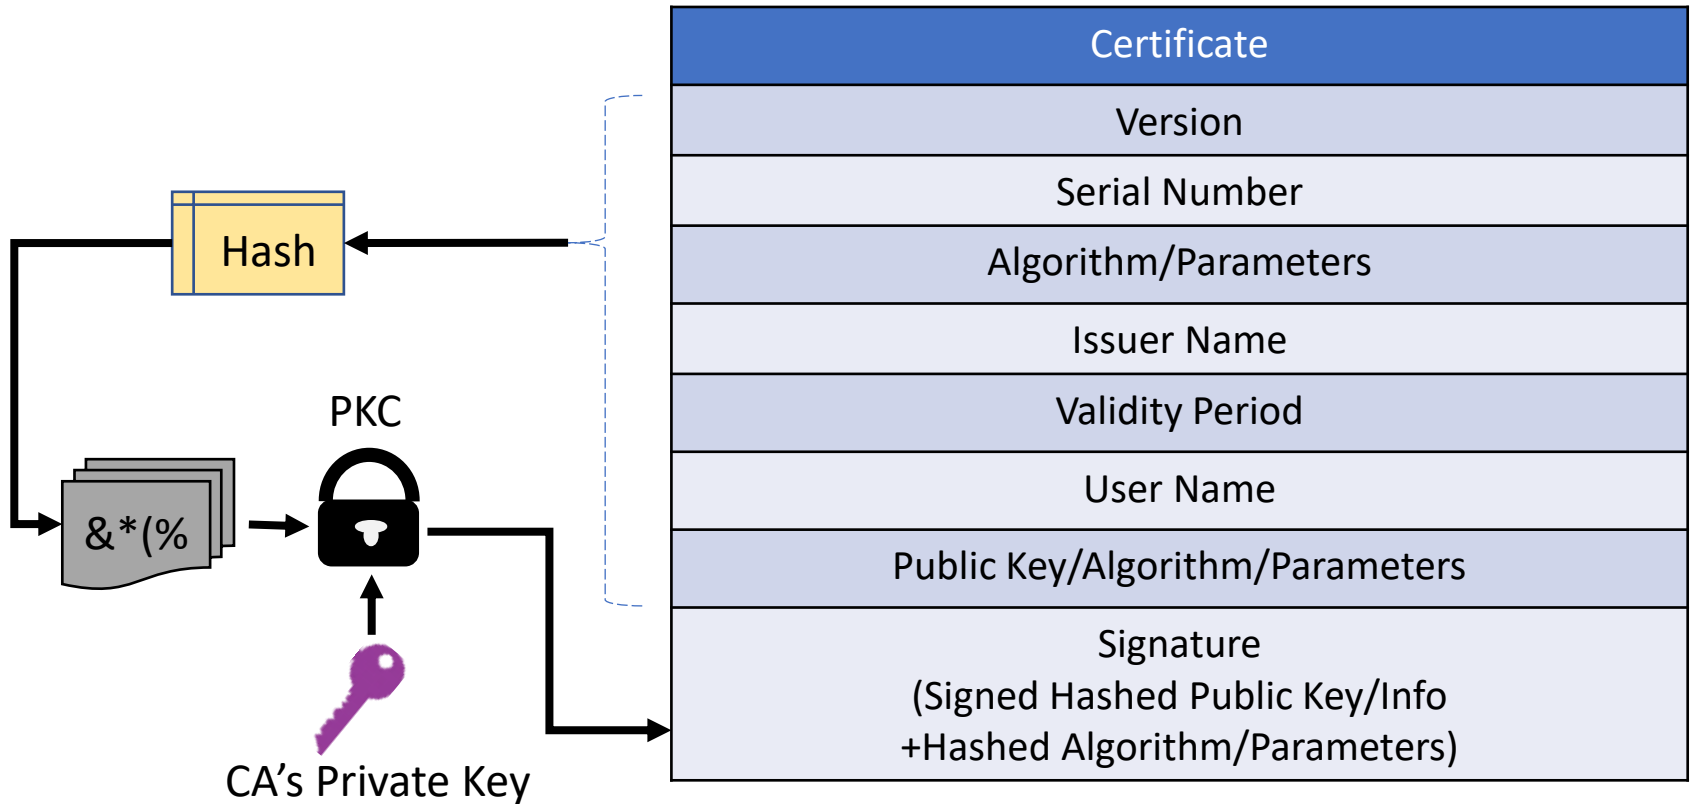 Certificate
Version
Serial Number
Algorithm/Parameters
Issuer Name
Validity Period
User Name
Public Key/Algorithm/Parameters
Signature
(Signed Hashed Public Key/Info
+Hashed Algorithm/Parameters)
Hash
PKC
&*(%
CA’s Private Key